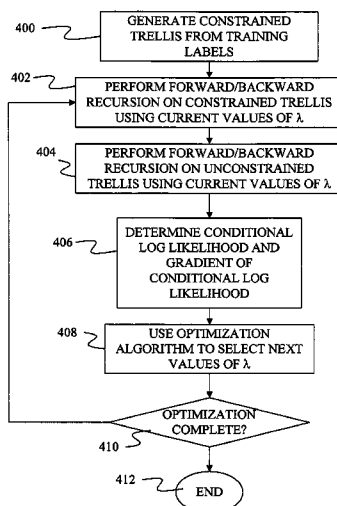 400
GENERATE CONSTRAINED
TRELLIS FROM TRAINING
LABELS
402
PERFORM FORWARD/BACKWARD
RECURSION ON CONSTRAINED TRELLIS
USING CURRENT VALUES OF λ
404
PERFORM FORWARD/BACKWARD
RECURSION ON UNCONSTRAINED
TRELLIS USING CURRENT VALUES OF λ
406
DETERMINE CONDITIONAL
LOG LIKELIHOOD AND
GRADIENT OF
CONDITIONAL LOG
LIKELIHOOD
408
USE OPTIMIZATION
ALGORITHM TO SELECT NEXT
VALUES OF λ
OPTIMIZATION
COMPLETE?
410
412
END